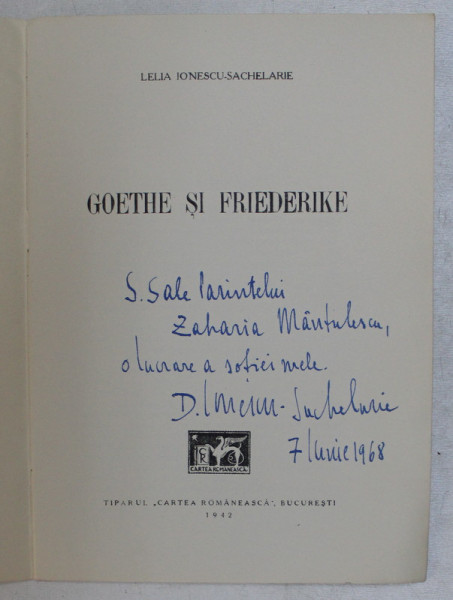 LELIA IONESCU-SACHELARIE
GOETHE ȘI FRIEDERIKE
S. Sale Parintelui
Zaharia Mântulescu,
o lucrare a soției mele.
D. Ionescu-Sachelarie
7 Iunie 1968
CARTEA ROMÂNEASCĂ
TIPARUL „CARTEA ROMÂNEASCĂ", BUCUREȘTI
1942